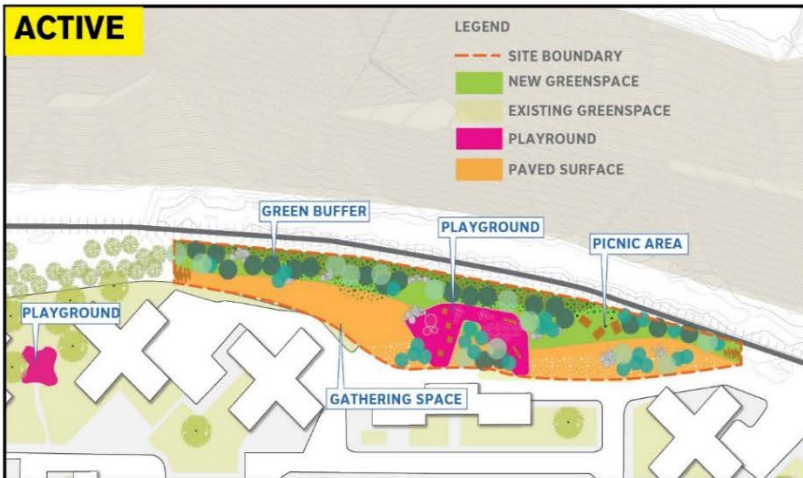 ACTIVE
LEGEND
SITE BOUNDARY
NEW GREENSPACE
EXISTING GREENSPACE
PLAYROUND
PAVED SURFACE
GREEN BUFFER
PLAYGROUND
PICNIC AREA
PLAYGROUND
GATHERING SPACE